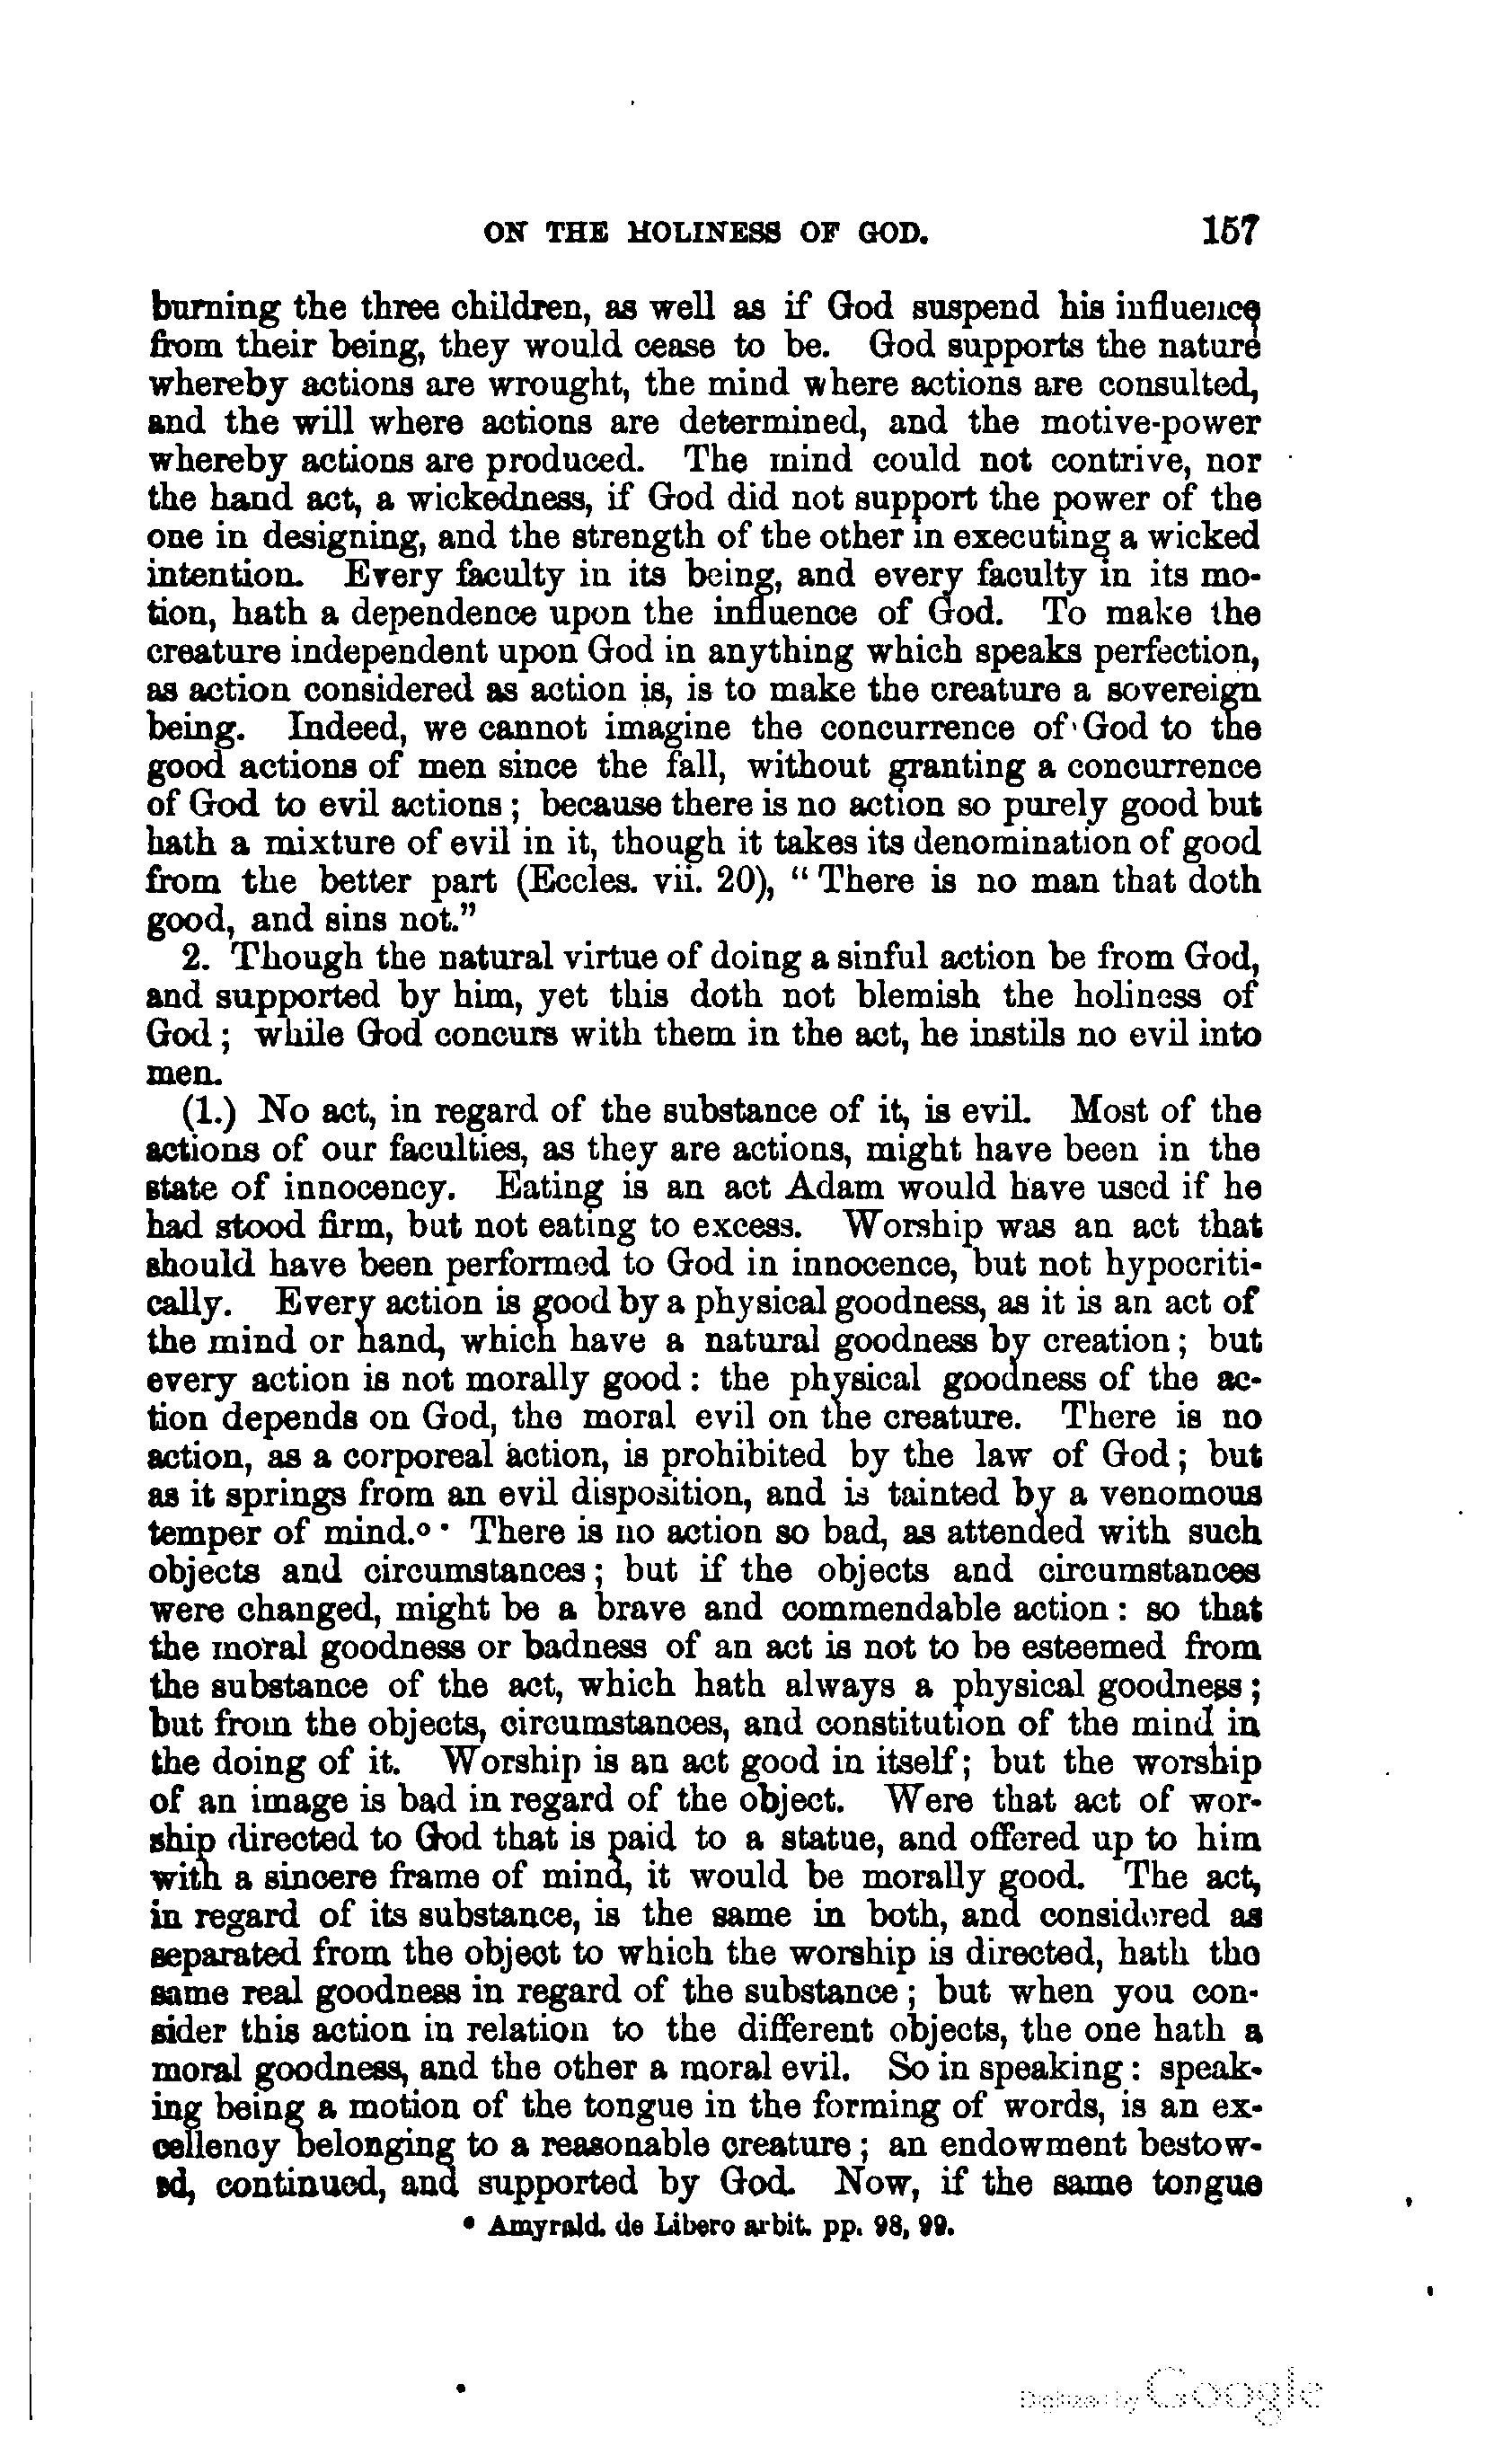 ON THE HOLINESS OF GOD. 157
burning the three children, as well as if God suspend his influence
from their being, they would cease to be. God supports the nature
whereby actions are wrought, the mind where actions are consulted,
and the will where actions are determined, and the motive-power
whereby actions are produced. The mind could not contrive, nor
the hand act, a wickedness, if God did not support the power of the
one in designing, and the strength of the other in executing a wicked
intention. Every faculty in its being, and every faculty in its mo-
tion, hath a dependence upon the influence of God. To make the
creature independent upon God in anything which speaks perfection,
as action considered as action is, is to make the creature a sovereign
being. Indeed, we cannot imagine the concurrence of God to the
good actions of men since the fall, without granting a concurrence
of God to evil actions; because there is no action so purely good but
hath a mixture of evil in it, though it takes its denomination of good
from the better part (Eccles. vii. 20), “There is no man that doth
good, and sins not.”
2. Though the natural virtue of doing a sinful action be from God,
and supported by him, yet this doth not blemish the holiness of
God; while God concurs with them in the act, he instils no evil into
men.
(1.) No act, in regard of the substance of it, is evil. Most of the
actions of our faculties, as they are actions, might have been in the
state of innocency. Eating is an act Adam would have used if he
had stood firm, but not eating to excess. Worship was an act that
should have been performed to God in innocence, but not hypocriti-
cally. Every action is good by a physical goodness, as it is an act of
the mind or hand, which have a natural goodness by creation; but
every action is not morally good: the physical goodness of the ac-
tion depends on God, the moral evil on the creature. There is no
action, as a corporeal action, is prohibited by the law of God; but
as it springs from an evil disposition, and is tainted by a venomous
temper of mind.o There is no action so bad, as attended with such
objects and circumstances; but if the objects and circumstances
were changed, might be a brave and commendable action: so that
the moral goodness or badness of an act is not to be esteemed from
the substance of the act, which hath always a physical goodness;
but from the objects, circumstances, and constitution of the mind in
the doing of it. Worship is an act good in itself; but the worship
of an image is bad in regard of the object. Were that act of wor-
ship directed to God that is paid to a statue, and offered up to him
with a sincere frame of mind, it would be morally good. The act,
in regard of its substance, is the same in both, and considered as
separated from the object to which the worship is directed, hath the
same real goodness in regard of the substance; but when you con-
sider this action in relation to the different objects, the one hath a
moral goodness, and the other a moral evil. So in speaking: speak-
ing being a motion of the tongue in the forming of words, is an ex-
cellency belonging to a reasonable creature; an endowment bestow-
ed, continued, and supported by God. Now, if the same tongue
o Amyrald. de Libero arbit. pp. 98, 99.
Digitized by Google